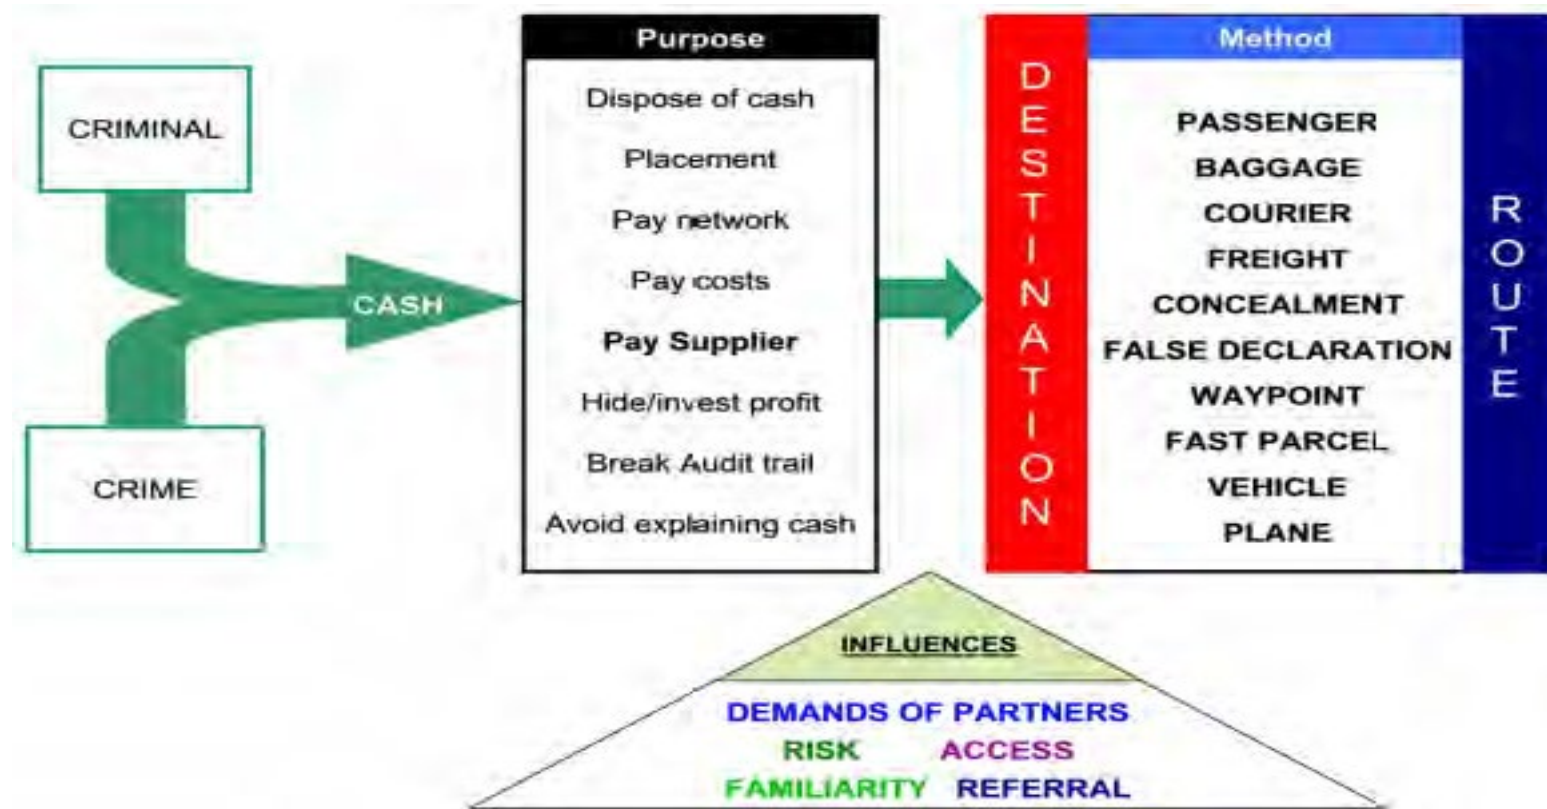 CRIMINAL
CRIME
CASH
Purpose
Dispose of cash
Placement
Pay network
Pay costs
Pay Supplier
Hide/invest profit
Break Audit trail
Avoid explaining cash
DESTINATION
Method
PASSENGER
BAGGAGE
COURIER
FREIGHT
CONCEALMENT
FALSE DECLARATION
WAYPOINT
FAST PARCEL
VEHICLE
PLANE
ROUTE
INFLUENCES
DEMANDS OF PARTNERS
RISK ACCESS
FAMILIARITY REFERRAL